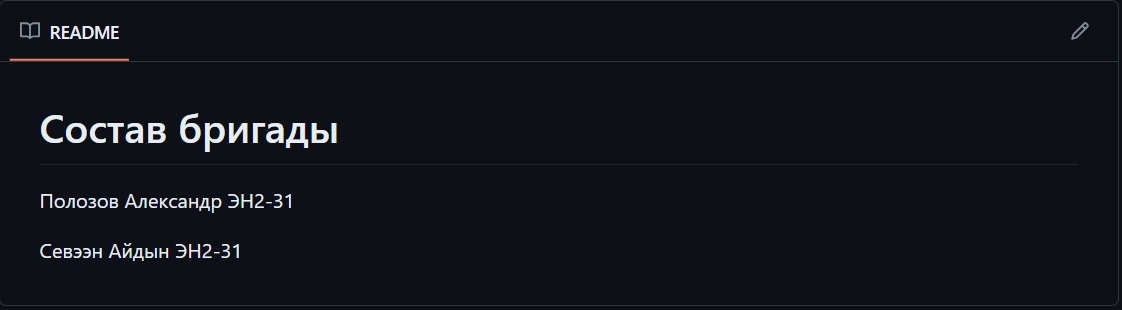 README
Состав бригады
Полозов Александр ЭН2-31
Севээн Айдын ЭН2-31